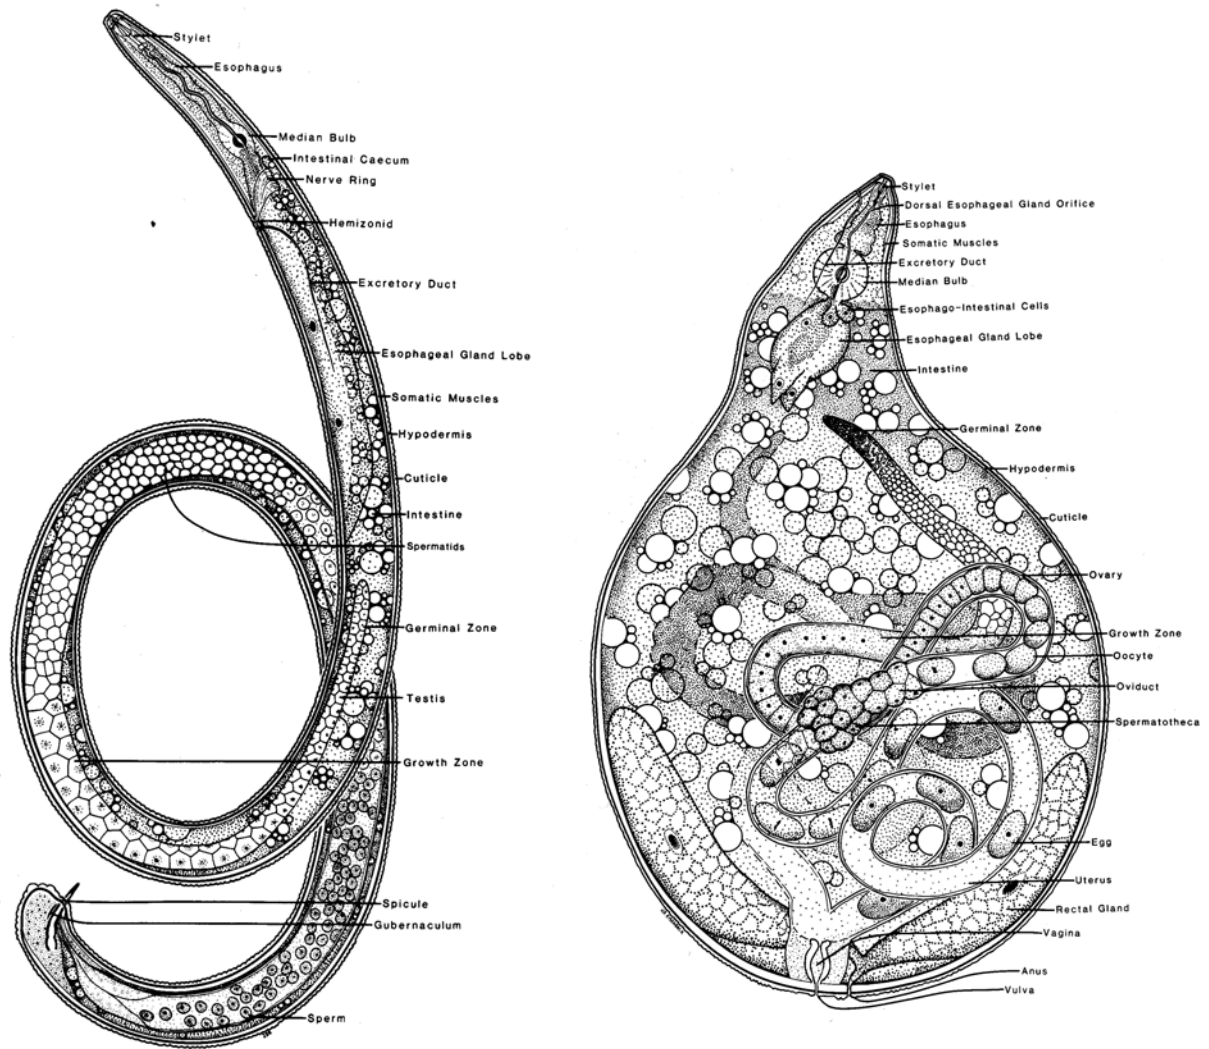 Stylet
Esophagus
Median Bulb
Intestinal Caecum
Nerve Ring
Hemizonid
Excretory Duct
Esophageal Gland Lobe
Somatic Muscles
Hypodermis
Cuticle
Intestine
Spermatids
Germinal Zone
Testis
Growth Zone
Spicule
Gubernaculum
Sperm
Stylet
Dorsal Esophageal Gland Orifice
Esophagus
Somatic Muscles
Excretory Duct
Median Bulb
Esophago-Intestinal Cells
Esophageal Gland Lobe
Intestine
Germinal Zone
Hypodermis
Cuticle
Ovary
Growth Zone
Oocyte
Oviduct
Spermatotheca
Egg
Uterus
Rectal Gland
Vagina
Anus
Vulva